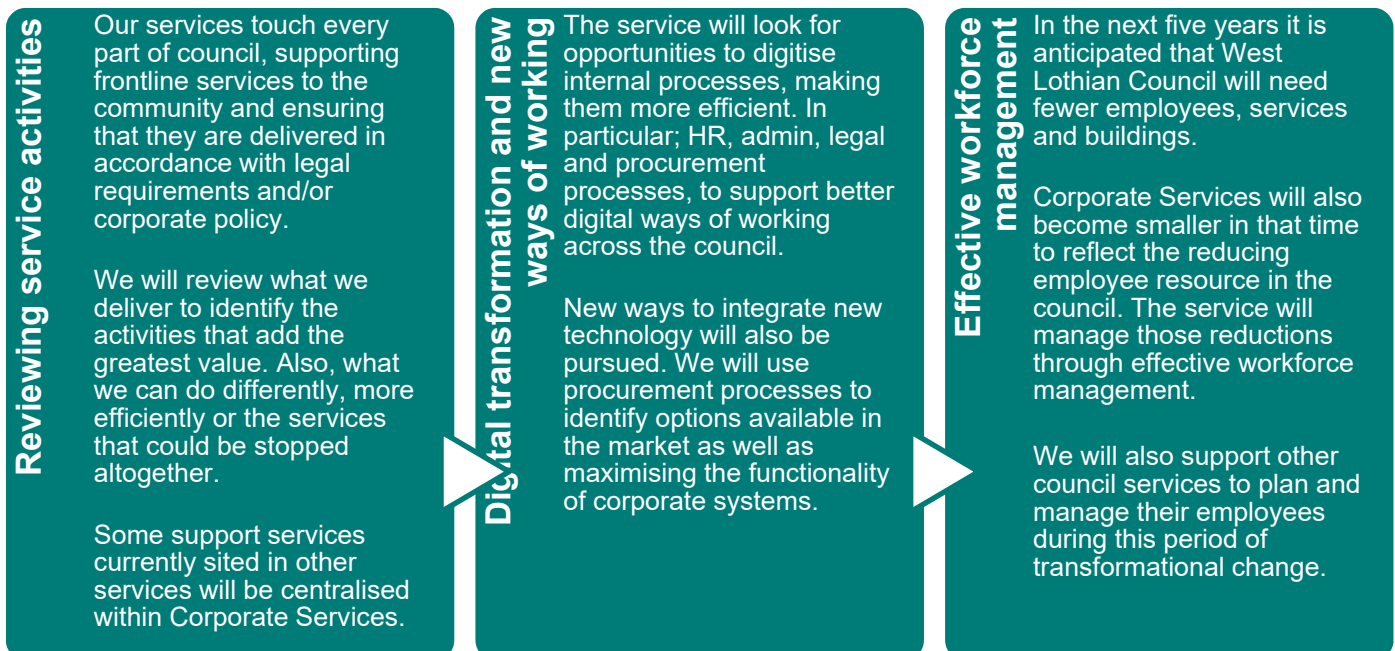 Reviewing service activities
Our services touch every
part of council, supporting
frontline services to the
community and ensuring
that they are delivered in
accordance with legal
requirements and/or
corporate policy.
We will review what we
deliver to identify the
activities that add the
greatest value. Also, what
we can do differently, more
efficiently or the services
that could be stopped
altogether.
Some support services
currently sited in other
services will be centralised
within Corporate Services.
Digital transformation and new
ways of working
The service will look for
opportunities to digitise
internal processes, making
them more efficient. In
particular; HR, admin, legal
and procurement
processes, to support better
digital ways of working
across the council.
New ways to integrate new
technology will also be
pursued. We will use
procurement processes to
identify options available in
the market as well as
maximising the functionality
of corporate systems.
Effective workforce
management
In the next five years it is
anticipated that West
Lothian Council will need
fewer employees, services
and buildings.
Corporate Services will also
become smaller in that time
to reflect the reducing
employee resource in the
council. The service will
manage those reductions
through effective workforce
management.
We will also support other
council services to plan and
manage their employees
during this period of
transformational change.